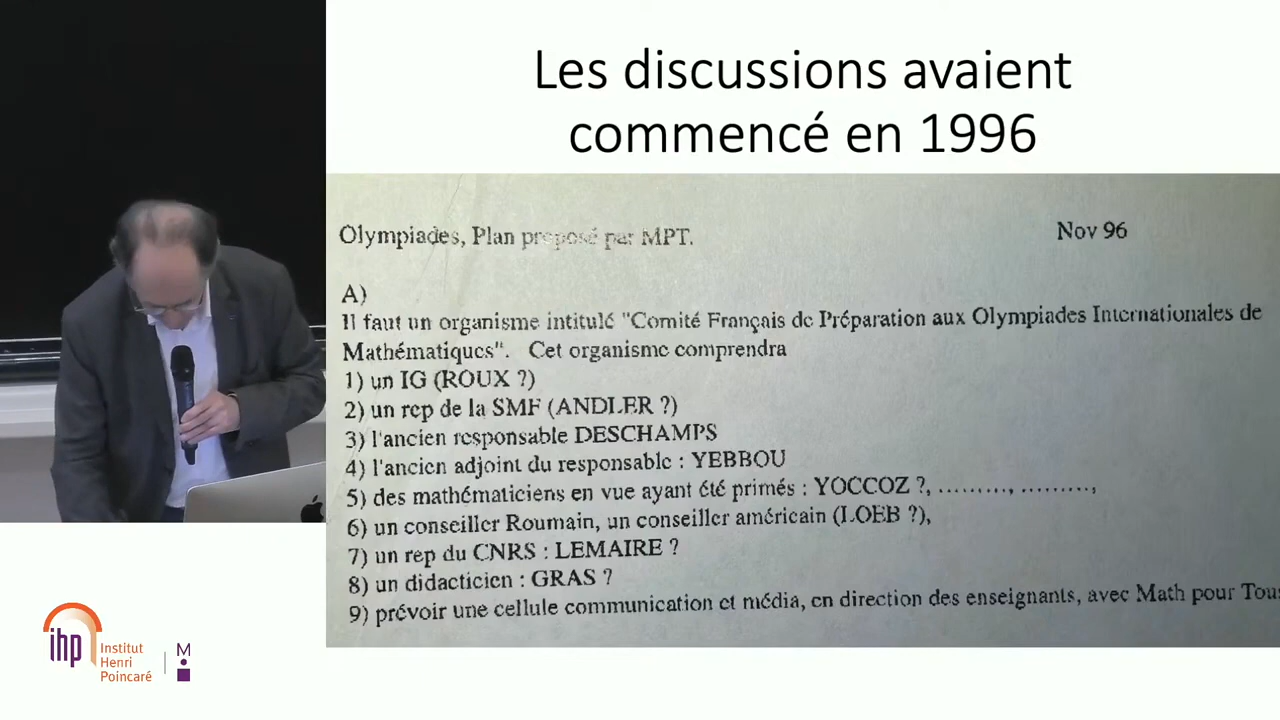 Les discussions avaient
commencé en 1996
Olympiades, Plan proposé par MPT.
Nov 96
A)
Il faut un organisme intitulé "Comité Français de Préparation aux Olympiades Internationales de
Mathématiques". Cet organisme comprendra
1) un IG (ROUX ?)
2) un rep de la SMF (ANDLER ?)
3) l'ancien responsable DESCHAMPS
4) l'ancien adjoint du responsable : YEBBOU
5) des mathématiciens en vue ayant été primés : YOCCOZ ?, ........., .........,
6) un conseiller Roumain, un conseiller américain (LOEB ?),
7) un rep du CNRS : LEMAIRE ?
8) un didacticien : GRAS ?
9) prévoir une cellule communication et média, en direction des enseignants, avec Math pour Tous
ihp
Institut
Henri
Poincaré
M